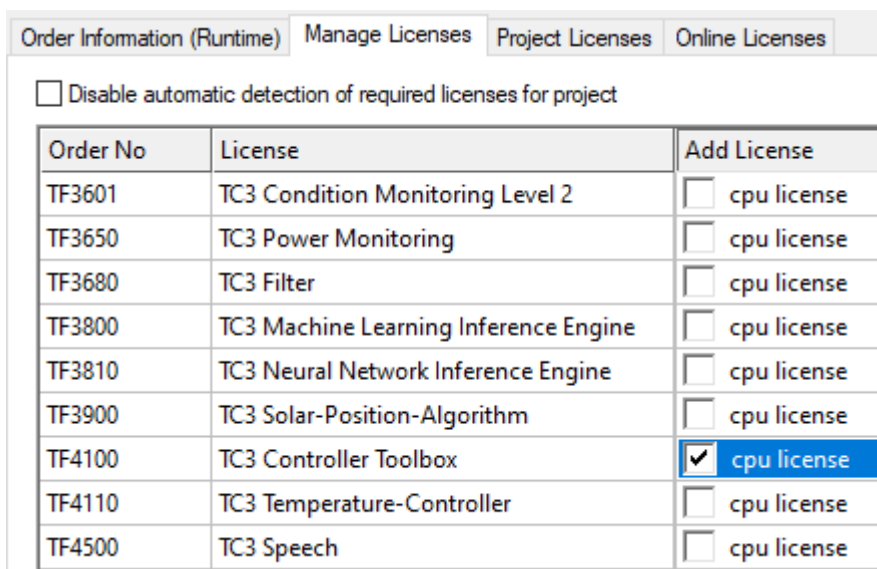 Order Information (Runtime) Manage Licenses Project Licenses Online Licenses
Disable automatic detection of required licenses for project
Order No License Add License
TF3601 TC3 Condition Monitoring Level 2 cpu license
TF3650 TC3 Power Monitoring cpu license
TF3680 TC3 Filter cpu license
TF3800 TC3 Machine Learning Inference Engine cpu license
TF3810 TC3 Neural Network Inference Engine cpu license
TF3900 TC3 Solar-Position-Algorithm cpu license
TF4100 TC3 Controller Toolbox cpu license
TF4110 TC3 Temperature-Controller cpu license
TF4500 TC3 Speech cpu license